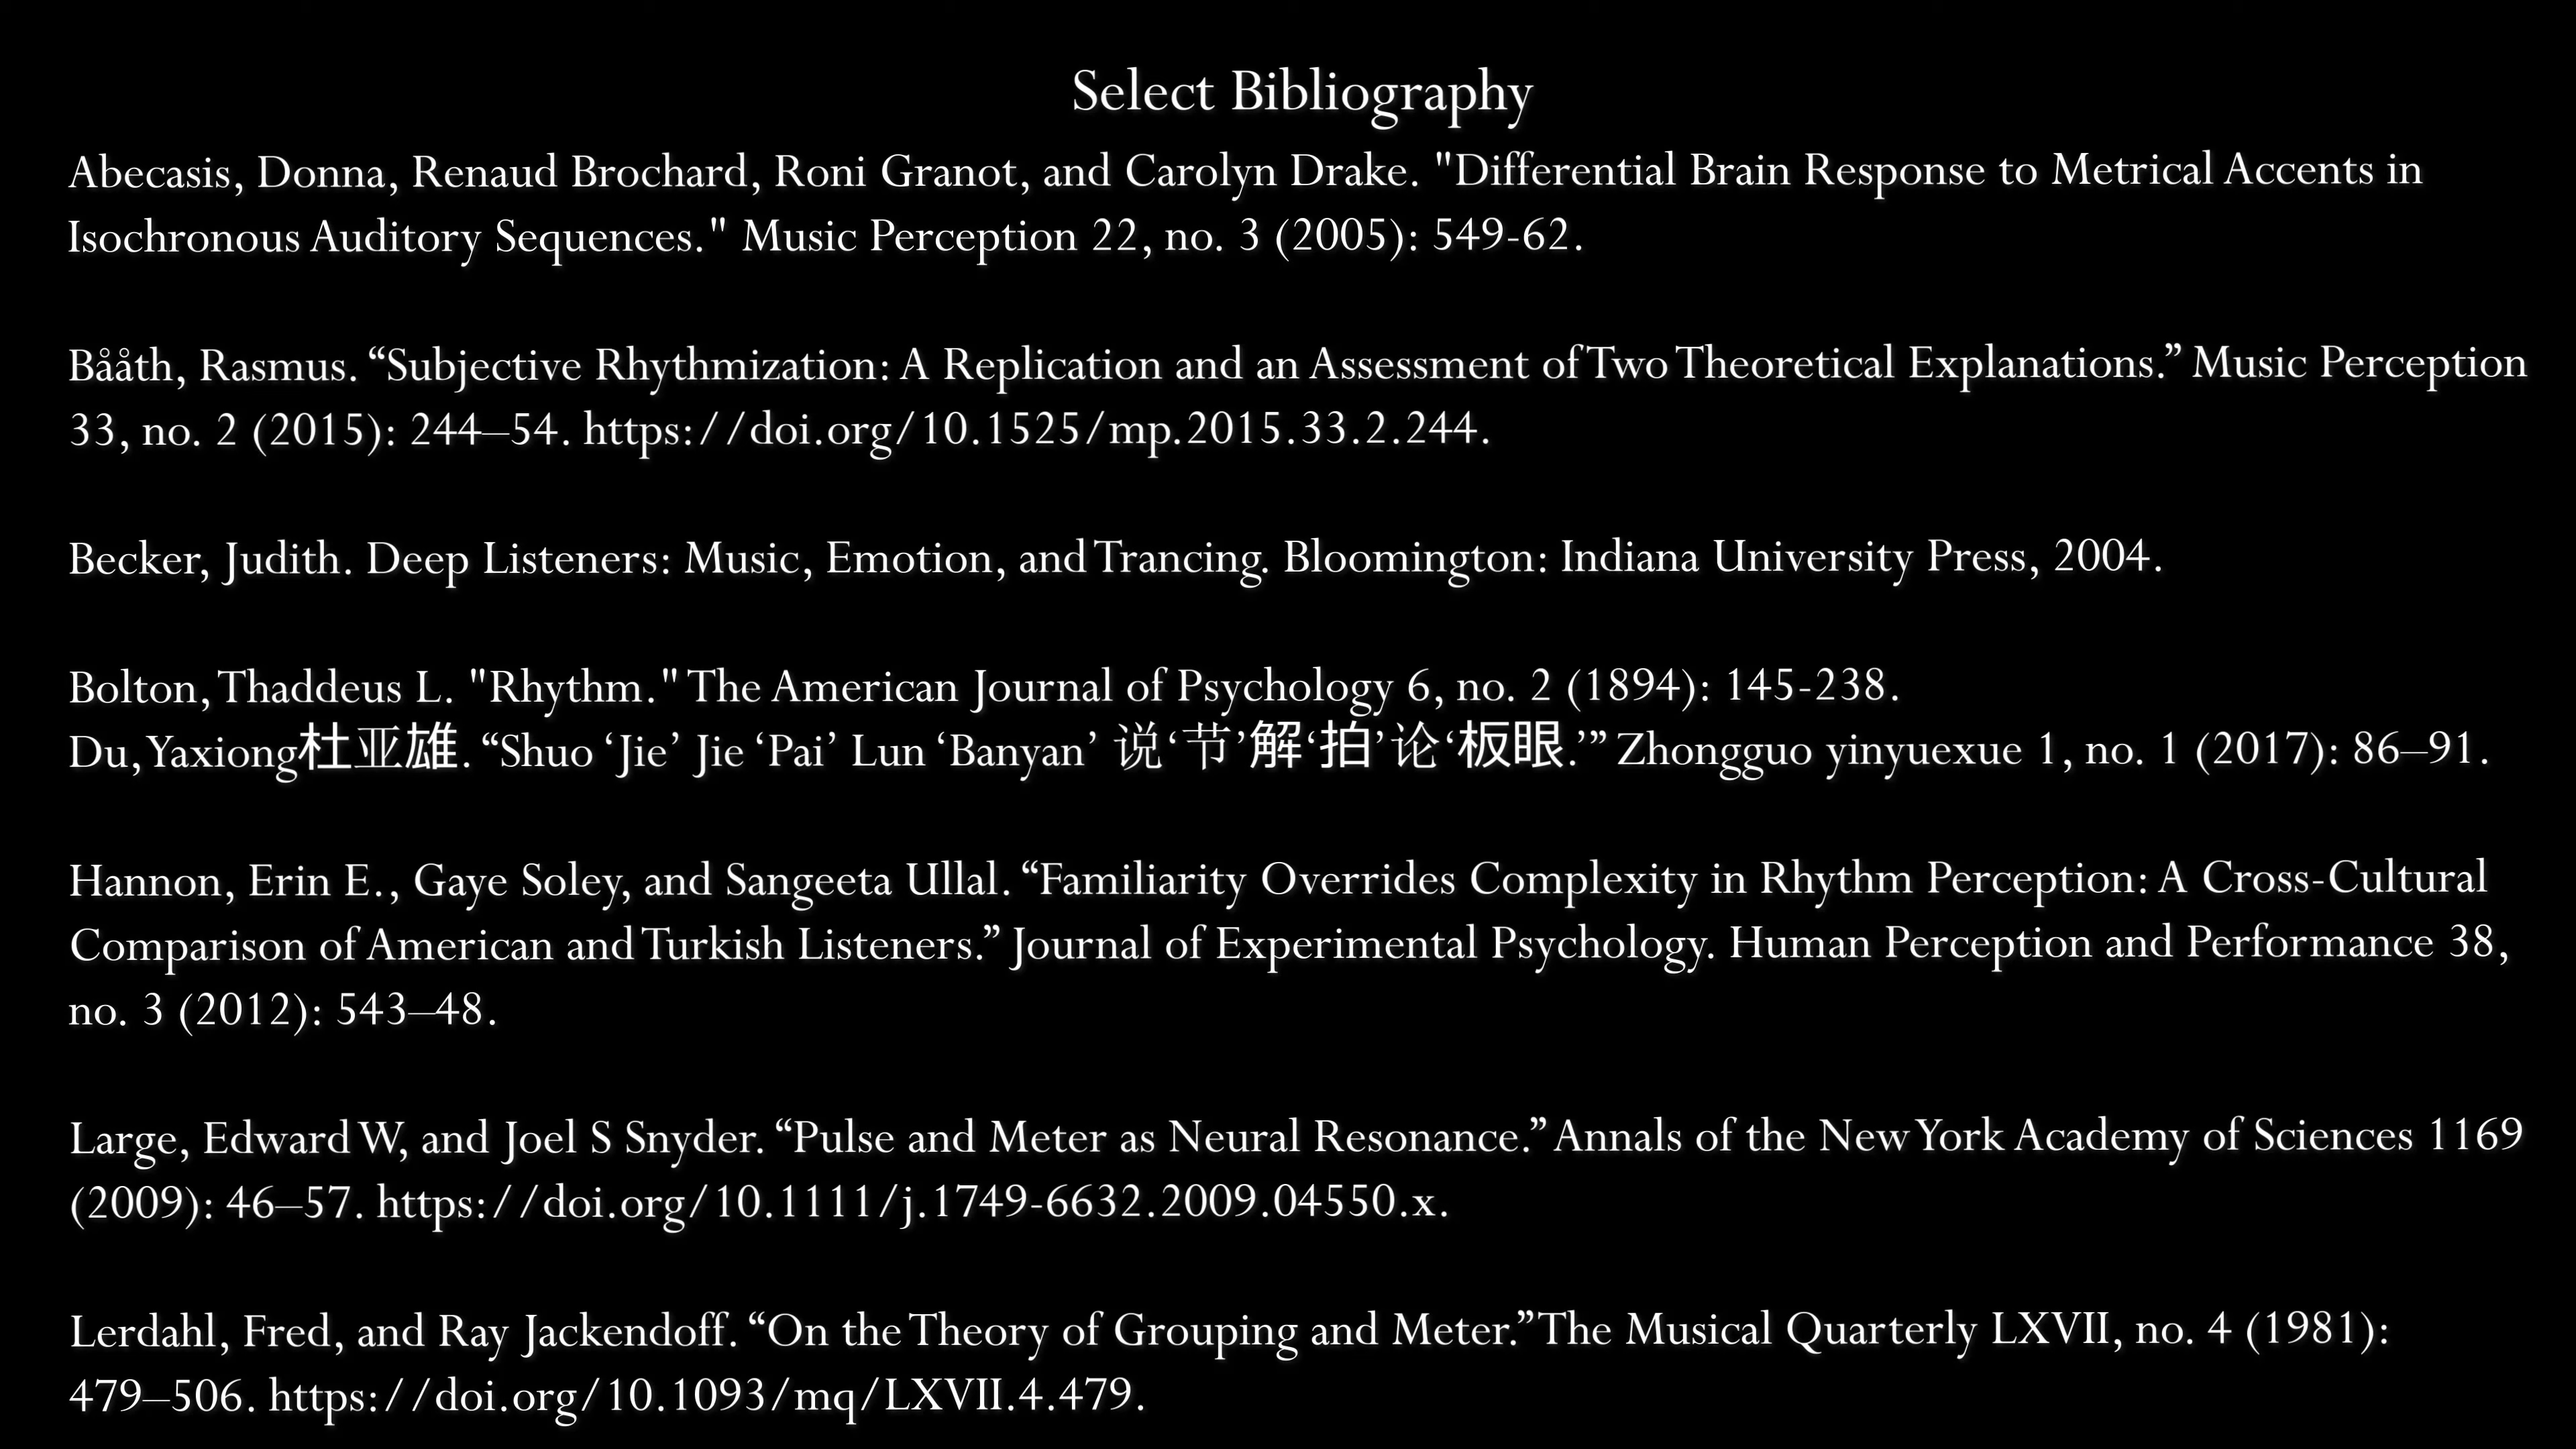 Select Bibliography
Abecasis, Donna, Renaud Brochard, Roni Granot, and Carolyn Drake. "Differential Brain Response to Metrical Accents in
Isochronous Auditory Sequences." Music Perception 22, no. 3 (2005): 549-62.
Bååth, Rasmus. “Subjective Rhythmization: A Replication and an Assessment of Two Theoretical Explanations.” Music Perception
33, no. 2 (2015): 244–54. https://doi.org/10.1525/mp.2015.33.2.244.
Becker, Judith. Deep Listeners: Music, Emotion, and Trancing. Bloomington: Indiana University Press, 2004.
Bolton, Thaddeus L. "Rhythm." The American Journal of Psychology 6, no. 2 (1894): 145-238.
Du, Yaxiong杜亚雄. “Shuo ‘Jie’ Jie ‘Pai’ Lun ‘Banyan’ 说‘节’解‘拍’论‘板眼.’” Zhongguo yinyuexue 1, no. 1 (2017): 86–91.
Hannon, Erin E., Gaye Soley, and Sangeeta Ullal. “Familiarity Overrides Complexity in Rhythm Perception: A Cross-Cultural
Comparison of American and Turkish Listeners.” Journal of Experimental Psychology. Human Perception and Performance 38,
no. 3 (2012): 543–48.
Large, Edward W, and Joel S Snyder. “Pulse and Meter as Neural Resonance.” Annals of the New York Academy of Sciences 1169
(2009): 46–57. https://doi.org/10.1111/j.1749-6632.2009.04550.x.
Lerdahl, Fred, and Ray Jackendoff. “On the Theory of Grouping and Meter.” The Musical Quarterly LXVII, no. 4 (1981):
479–506. https://doi.org/10.1093/mq/LXVII.4.479.